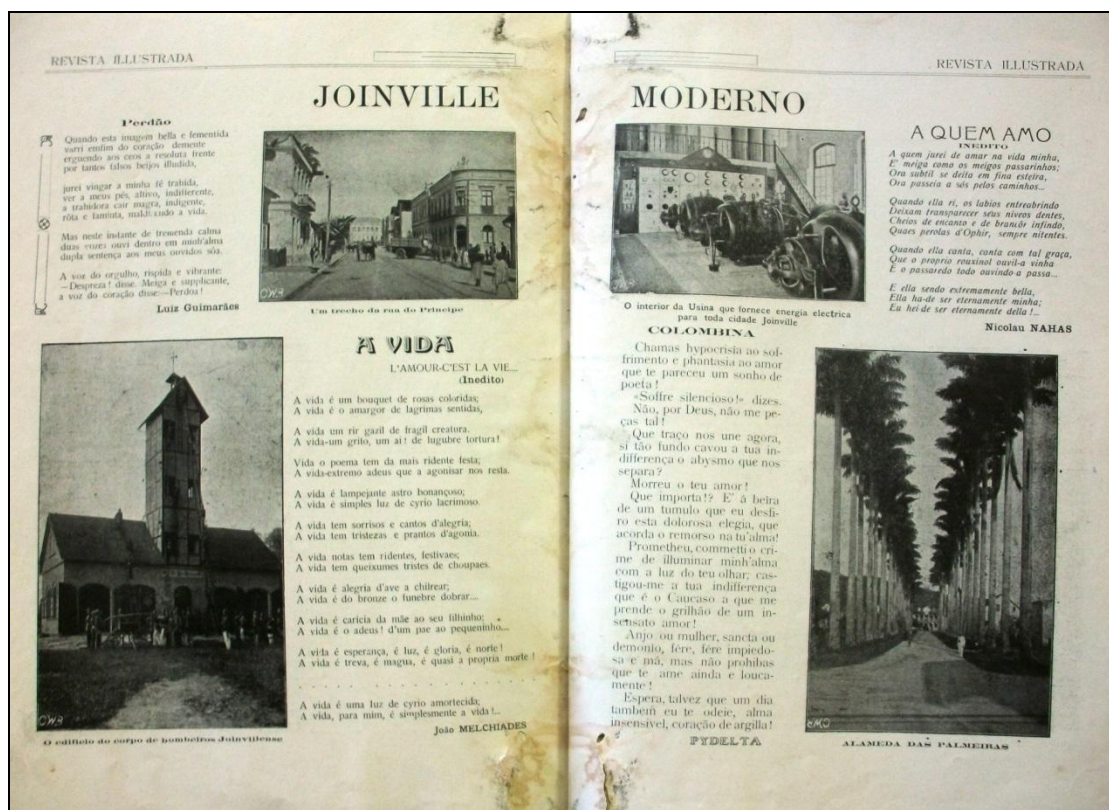 REVISTA ILLUSTRADA
JOINVILLE
Perdão
Quando esta imagem bella e fementida
varri emfim do coração demente
erguendo aos ceos a resoluta frente
por tantos falsos beijos illudida,
jurei vingar a minha fé trahida,
ver a meus pés, altivo, indifferente,
a trahidora cair magra, indigente,
rôta e faminta, maldizendo a vida.
Mas neste instante de tremenda calma
duas vozes ouvi dentro em minh'alma
dupla sentença aos meus ouvidos sôa.
A voz do orgulho, rispida e vibrante:
—Despreza! disse. Meiga e supplicante,
a voz do coração disse:—Perdoa!
Luiz Guimarães
CWB
Um trecho da rua do Principe
CWB
O edificio do corpo de bombeiros Joinvillense
A VIDA
L'AMOUR-C'EST LA VIE...
(Inedito)
A vida é um bouquet de rosas coloridas;
A vida é o amargor de lagrimas sentidas,
A vida um rir gazil de fragil creatura.
A vida-um grito, um ai! de lugubre tortura!
Vida o poema tem da mais ridente festa;
A vida-extremo adeus que a agonisar nos resta.
A vida é lampejante astro bonançoso;
A vida é simples luz de cyrio lacrimoso.
A vida tem sorrisos e cantos d'alegria;
A vida tem tristezas e prantos d'agonia.
A vida notas tem ridentes, festivaes;
A vida tem queixumes tristes de choupaes.
A vida é alegria d'ave a chilrear;
A vida é do bronze o funebre dobrar....
A vida é caricia da mãe ao seu filhinho;
A vida é o adeus! d'um pae ao pequeninho...
A vida é esperança, é luz, é gloria, é norte!
A vida é treva, é magua, é quasi a propria morte!
. . . . . . . . . . . . . . . . . . . .
A vida é uma luz de cyrio amortecida;
A vida, para mim, é simplesmente a vida!...
João MELCHIADES
REVISTA ILLUSTRADA
MODERNO
CWB
O interior da Usina que fornece energia electrica
para toda cidade Joinville
COLOMBINA
Chamas hypocrisia ao sof-
frimento e phantasia ao amor
que te pareceu um sonho de
poeta!
«Soffre silencioso!» dizes.
Não, por Deus, não me pe-
ças tal!
Que traço nos une agora,
si tão fundo cavou a tua in-
differença o abysmo que nos
separa?
Morreu o teu amor!
Que importa!? E' á beira
de um tumulo que eu desfi-
ro esta dolorosa elegia, que
acorda o remorso na tu'alma!
Prometheu, commetti o cri-
me de illuminar minh'alma
com a luz do teu olhar; cas-
tigou-me a tua indifferença
que é o Caucaso a que me
prende o grilhão de um in-
sensato amor!
Anjo ou mulher, sancta ou
demonio, fére, fére impiedo-
sa e má, mas não prohibas
que te ame ainda e louca-
mente!
Espera, talvez que um dia
tambem eu te odeie, alma
insensivel, coração de argilla!
PYDELTA
A QUEM AMO
INEDITO
A quem jurei de amar na vida minha,
E' meiga como os meigos passarinhos;
Ora subtil se deita em fina esteira,
Ora passeia a sós pelos caminhos...
Quando ella ri, os labios entreabrindo
Deixam transparecer seus niveos dentes,
Cheios de encanto e de brancôr infindo,
Quaes perolas d'Ophir, sempre nitentes.
Quando ella canta, canta com tal graça,
Que o proprio rouxinol ouvil-a vinha
E o passaredo todo ouvindo-a passa...
E ella sendo extremamente bella,
Ella ha-de ser eternamente minha;
Eu hei de ser eternamente della!...
Nicolau NAHAS
CWB
ALAMEDA DAS PALMEIRAS